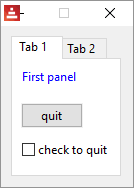 Tab 1 Tab 2
First panel
quit
check to quit